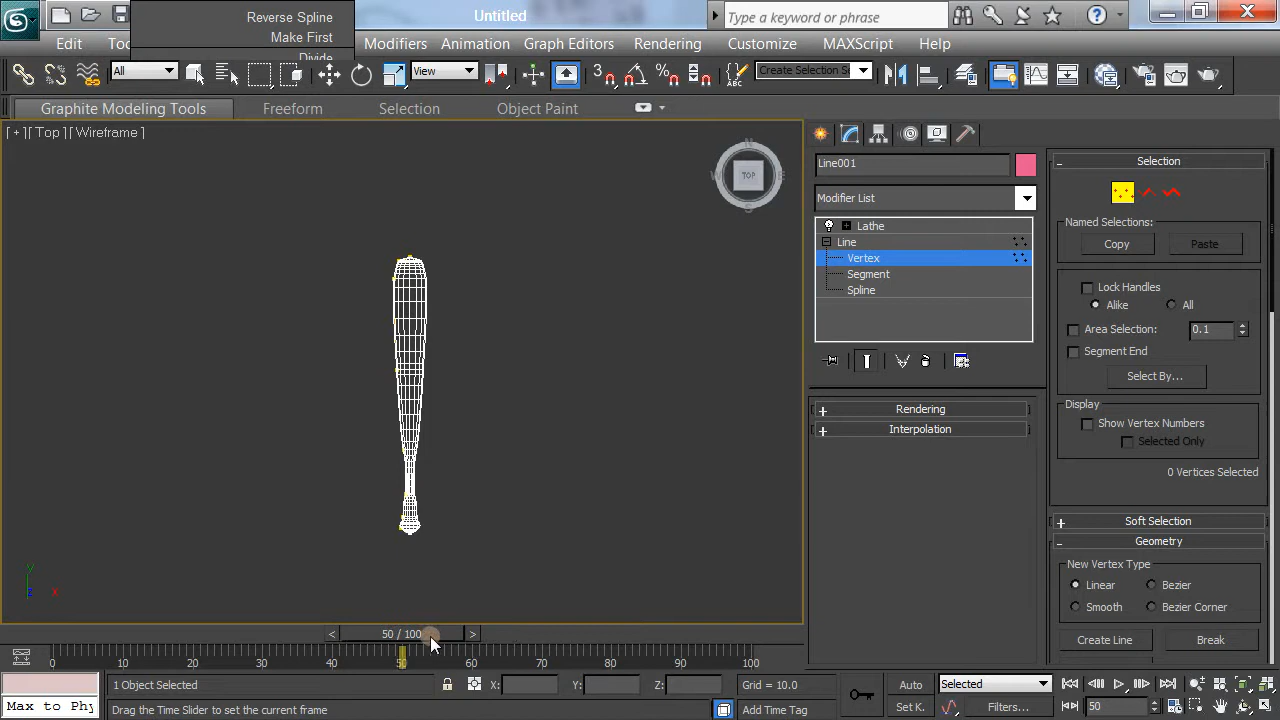 Reverse Spline
Make First
Divide
Untitled
Type a keyword or phrase
Edit
Modifiers
Animation
Graph Editors
Rendering
Customize
MAXScript
Help
All
View
Create Selection Se
Graphite Modeling Tools
Freeform
Selection
Object Paint
[ + ][ Top ][ Wireframe ]
TOP
Line001
Modifier List
Lathe
Line
Vertex
Segment
Spline
Rendering
Interpolation
Selection
Named Selections:
Copy
Paste
Lock Handles
Alike
All
Area Selection:
0.1
Segment End
Select By...
Display
Show Vertex Numbers
Selected Only
0 Vertices Selected
Soft Selection
Geometry
New Vertex Type
Linear
Bezier
Smooth
Bezier Corner
Create Line
Break
y
z
x
< 50 / 100 >
0 10 20 30 40 50 60 70 80 90 100
1 Object Selected
X:
Y:
Z:
Grid = 10.0
Auto
Selected
Max to Phy
Drag the Time Slider to set the current frame
Add Time Tag
Set K.
Filters...
50